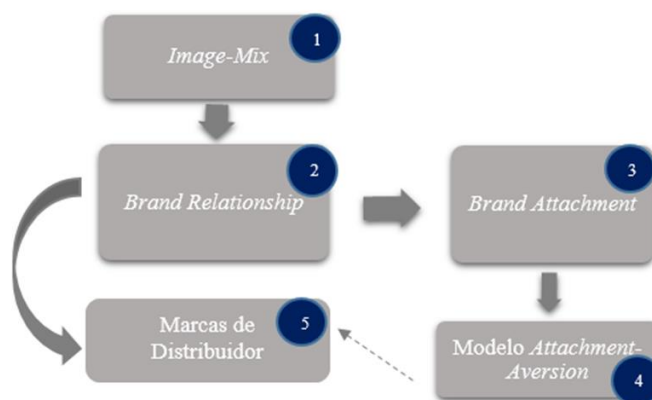 1
Image-Mix
2
Brand Relationship
3
Brand Attachment
5
Marcas de
Distribuidor
Modelo Attachment-
Aversion
4